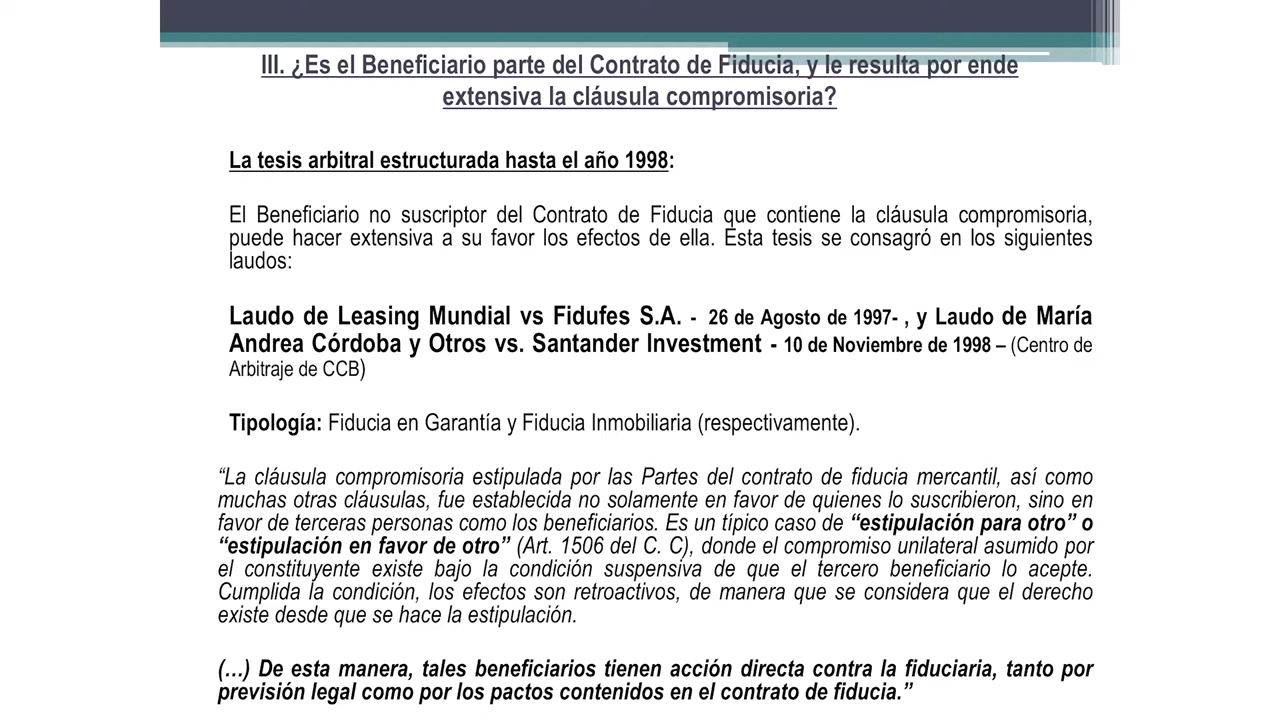 III. ¿Es el Beneficiario parte del Contrato de Fiducia, y le resulta por ende
extensiva la cláusula compromisoria?
La tesis arbitral estructurada hasta el año 1998:
El Beneficiario no suscriptor del Contrato de Fiducia que contiene la cláusula compromisoria,
puede hacer extensiva a su favor los efectos de ella. Esta tesis se consagró en los siguientes
laudos:
Laudo de Leasing Mundial vs Fidufes S.A. - 26 de Agosto de 1997- , y Laudo de María
Andrea Córdoba y Otros vs. Santander Investment - 10 de Noviembre de 1998 – (Centro de
Arbitraje de CCB)
Tipología: Fiducia en Garantía y Fiducia Inmobiliaria (respectivamente).
“La cláusula compromisoria estipulada por las Partes del contrato de fiducia mercantil, así como
muchas otras cláusulas, fue establecida no solamente en favor de quienes lo suscribieron, sino en
favor de terceras personas como los beneficiarios. Es un típico caso de “estipulación para otro” o
“estipulación en favor de otro” (Art. 1506 del C. C), donde el compromiso unilateral asumido por
el constituyente existe bajo la condición suspensiva de que el tercero beneficiario lo acepte.
Cumplida la condición, los efectos son retroactivos, de manera que se considera que el derecho
existe desde que se hace la estipulación.
(…) De esta manera, tales beneficiarios tienen acción directa contra la fiduciaria, tanto por
previsión legal como por los pactos contenidos en el contrato de fiducia.”